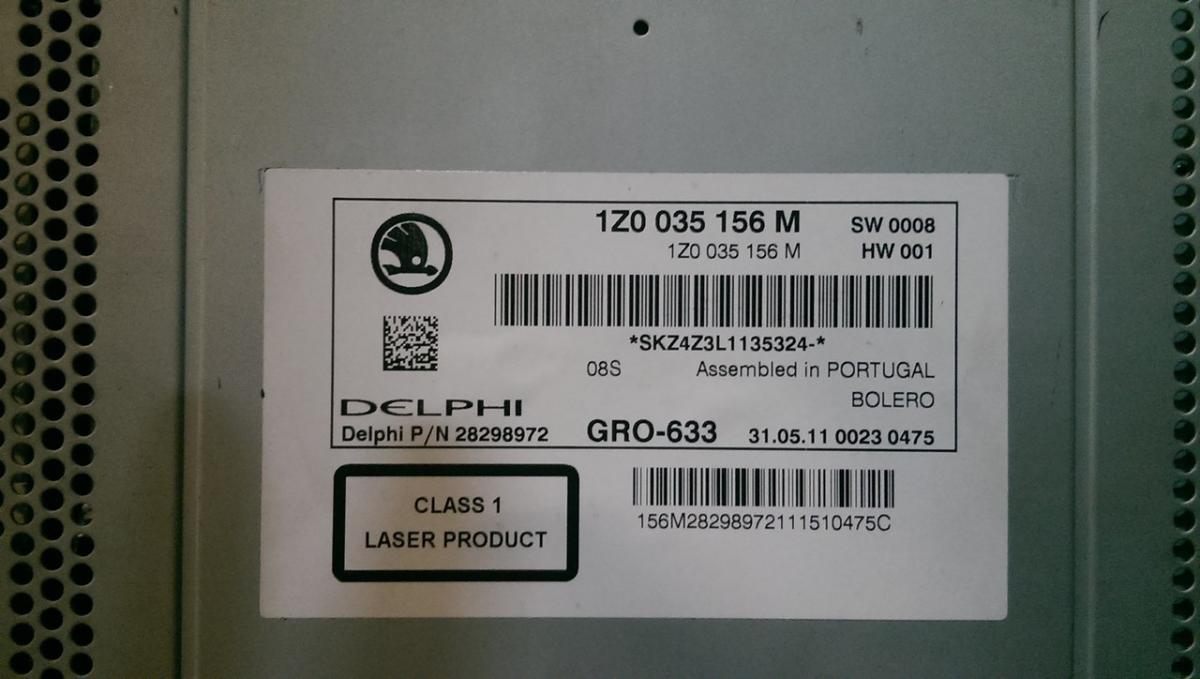 1Z0 035 156 M SW 0008
1Z0 035 156 M HW 001
*SKZ4Z3L1135324-*
08S Assembled in PORTUGAL
BOLERO
DELPHI
Delphi P/N 28298972 GRO-633 31.05.11 0023 0475
CLASS 1
LASER PRODUCT
156M28298972111510475C